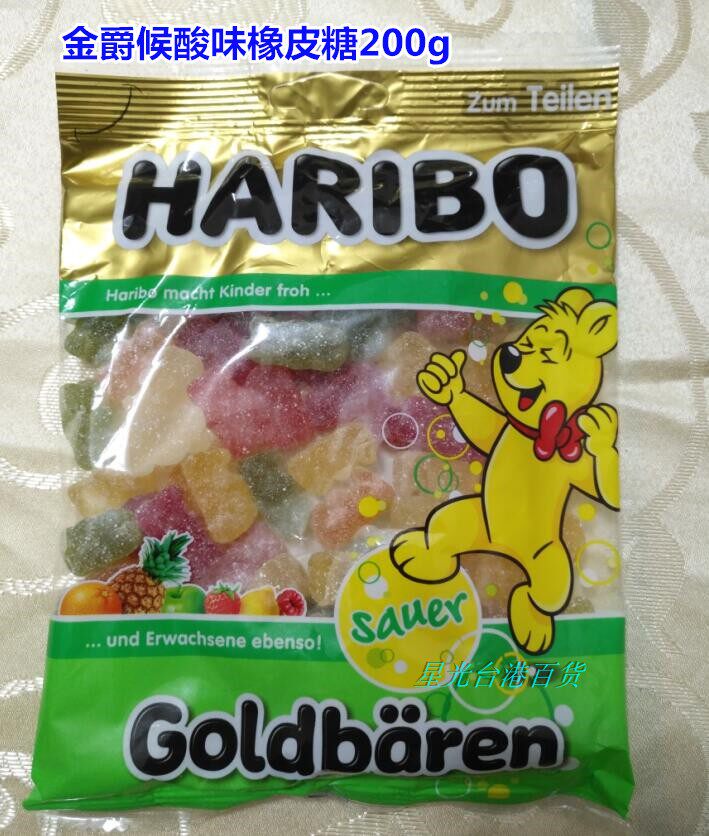 金爵候酸味橡皮糖200g
Zum Teilen
HARIBO
Haribo macht Kinder froh ...
sauer
... und Erwachsene ebenso!
星光台港百货
Goldbären